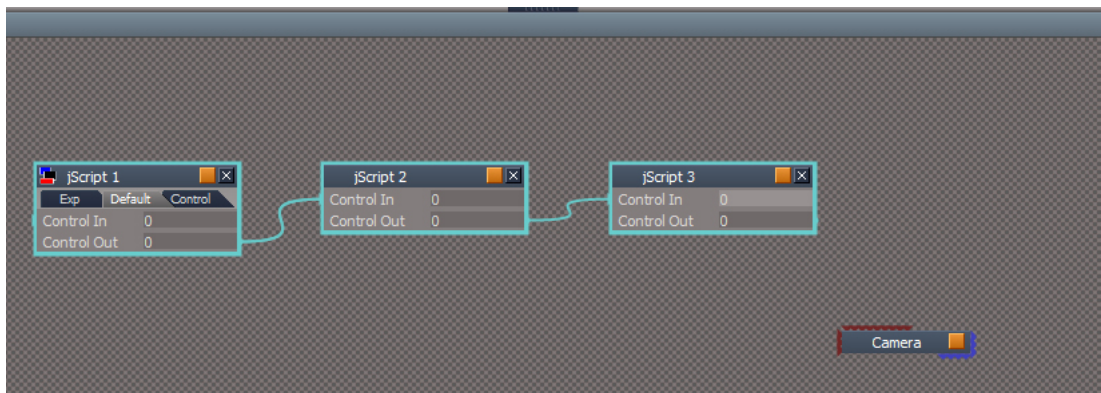 jScript 1
Exp Default Control
Control In 0
Control Out 0
jScript 2
Control In 0
Control Out 0
jScript 3
Control In 0
Control Out 0
Camera